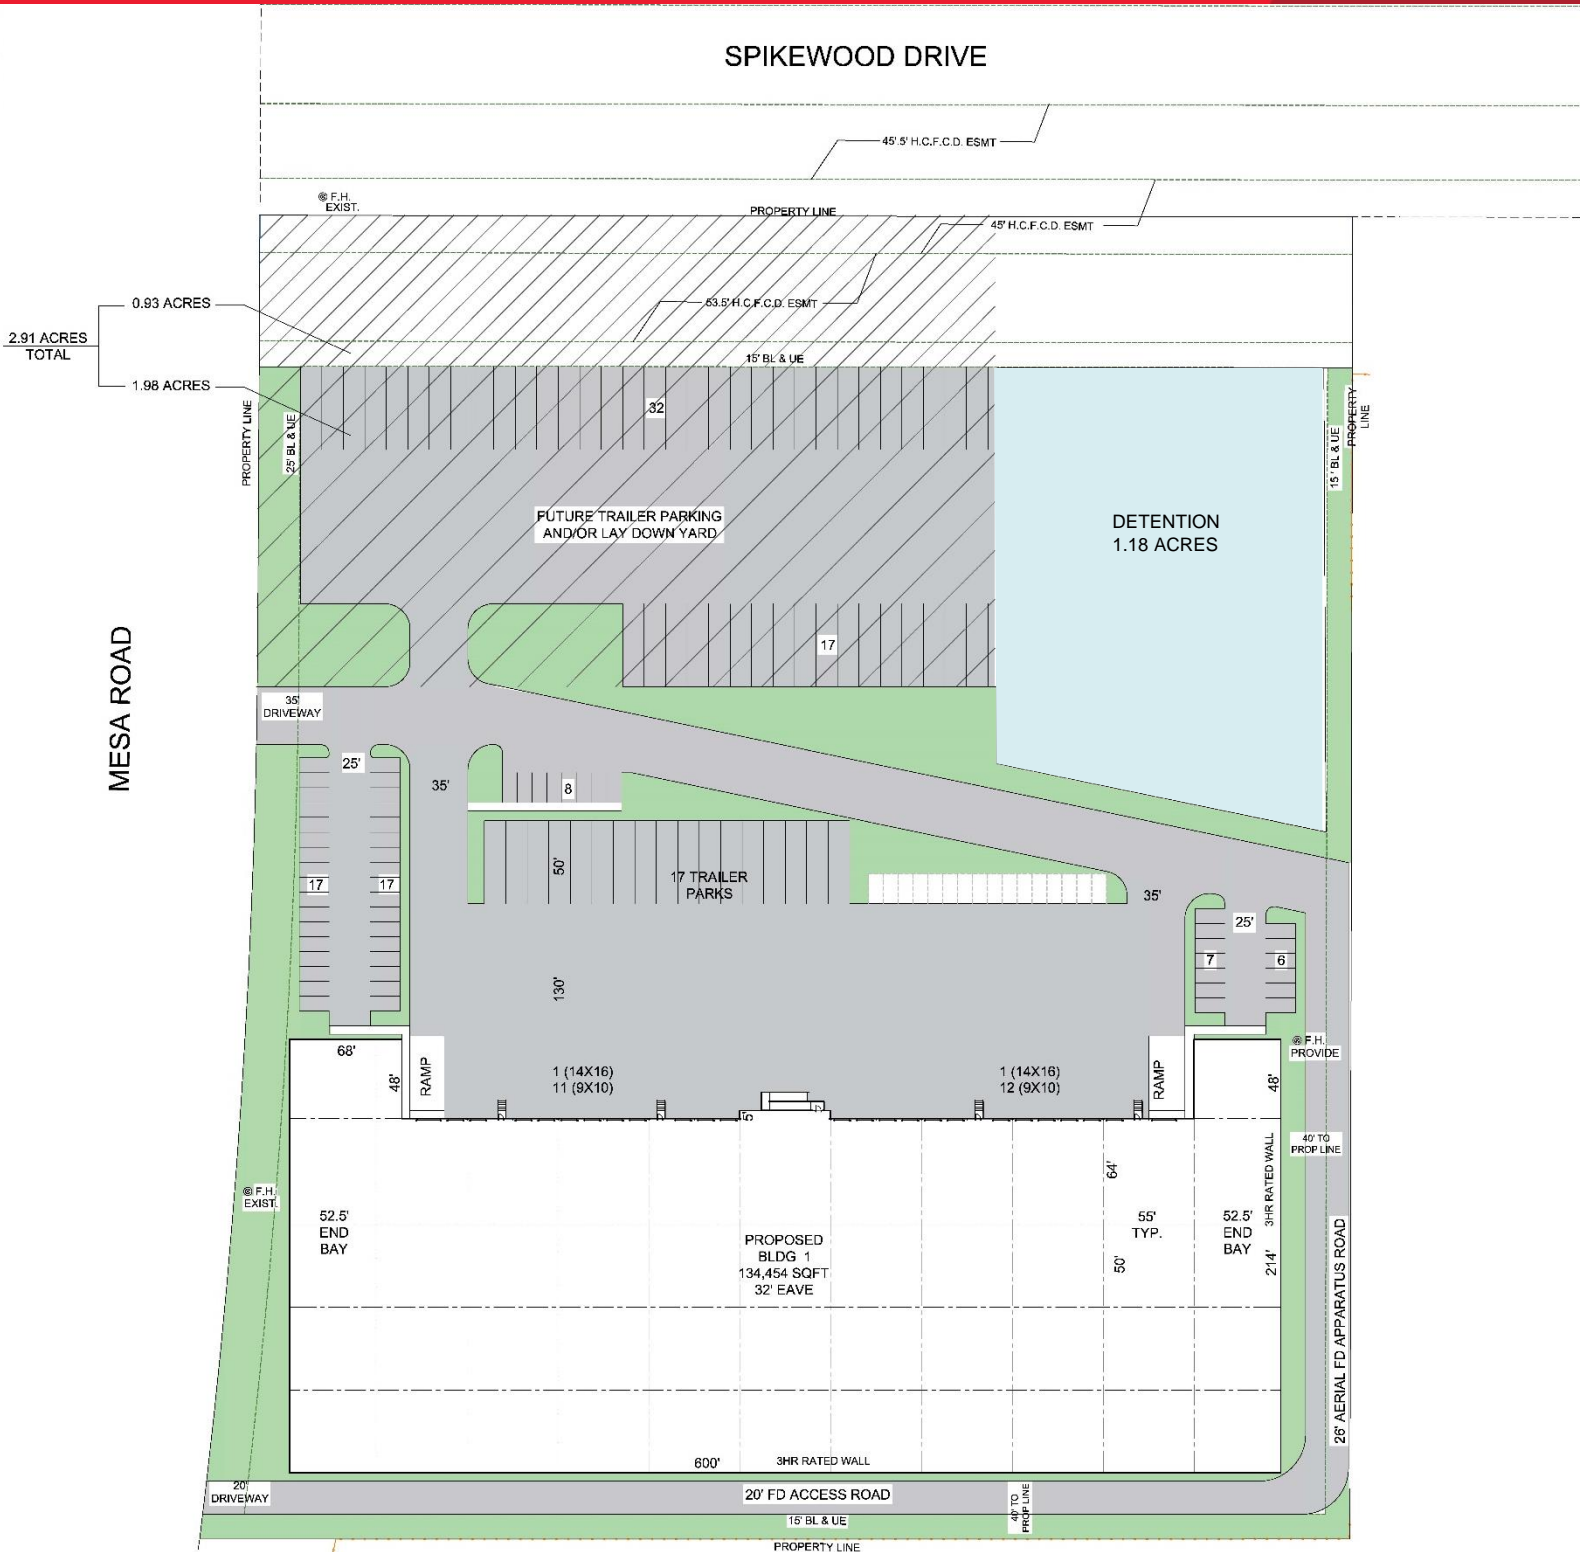 SPIKEWOOD DRIVE
45'.5' H.C.F.C.D. ESMT
@ F.H.
EXIST.
PROPERTY LINE
45' H.C.F.C.D. ESMT
0.93 ACRES
53.5' H.C.F.C.D. ESMT
2.91 ACRES
TOTAL
15' BL & UE
1.98 ACRES
PROPERTY LINE
25' BL & UE
32
PROPERTY
LINE
15' BL & UE
FUTURE TRAILER PARKING
AND/OR LAY DOWN YARD
DETENTION
1.18 ACRES
MESA ROAD
17
35'
DRIVEWAY
25'
35'
8
50'
17 TRAILER
PARKS
17
17
35'
25'
7
6
130'
68'
48'
RAMP
1 (14X16)
11 (9X10)
1 (14X16)
12 (9X10)
RAMP
@ F.H.
PROVIDE
48'
5'
40' TO
PROP LINE
3HR RATED WALL
64'
@ F.H.
EXIST.
52.5'
END
BAY
55'
TYP.
52.5'
END
BAY
PROPOSED
BLDG 1
134,454 SQFT
32' EAVE
50'
214'
26' AERIAL FD APPARATUS ROAD
600'
3HR RATED WALL
20'
DRIVEWAY
20' FD ACCESS ROAD
40' TO
PROP LINE
15' BL & UE
PROPERTY LINE